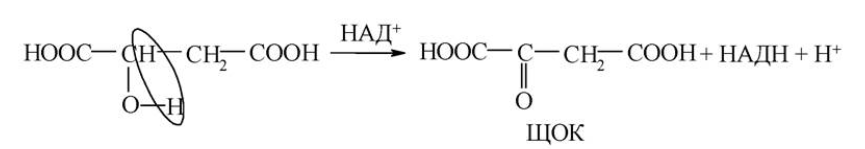 НАД⁺
HOOC—CH—CH₂—COOH → HOOC—C—CH₂—COOH + НАДН + H⁺
O—H O
ЩОК